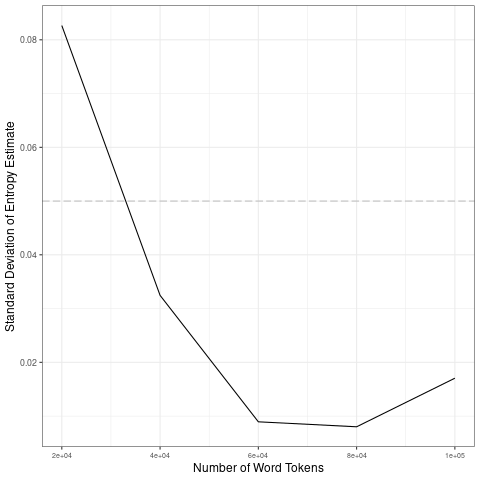 Standard Deviation of Entropy Estimate
0.08
0.06
0.04
0.02
2e+04 4e+04 6e+04 8e+04 1e+05
Number of Word Tokens